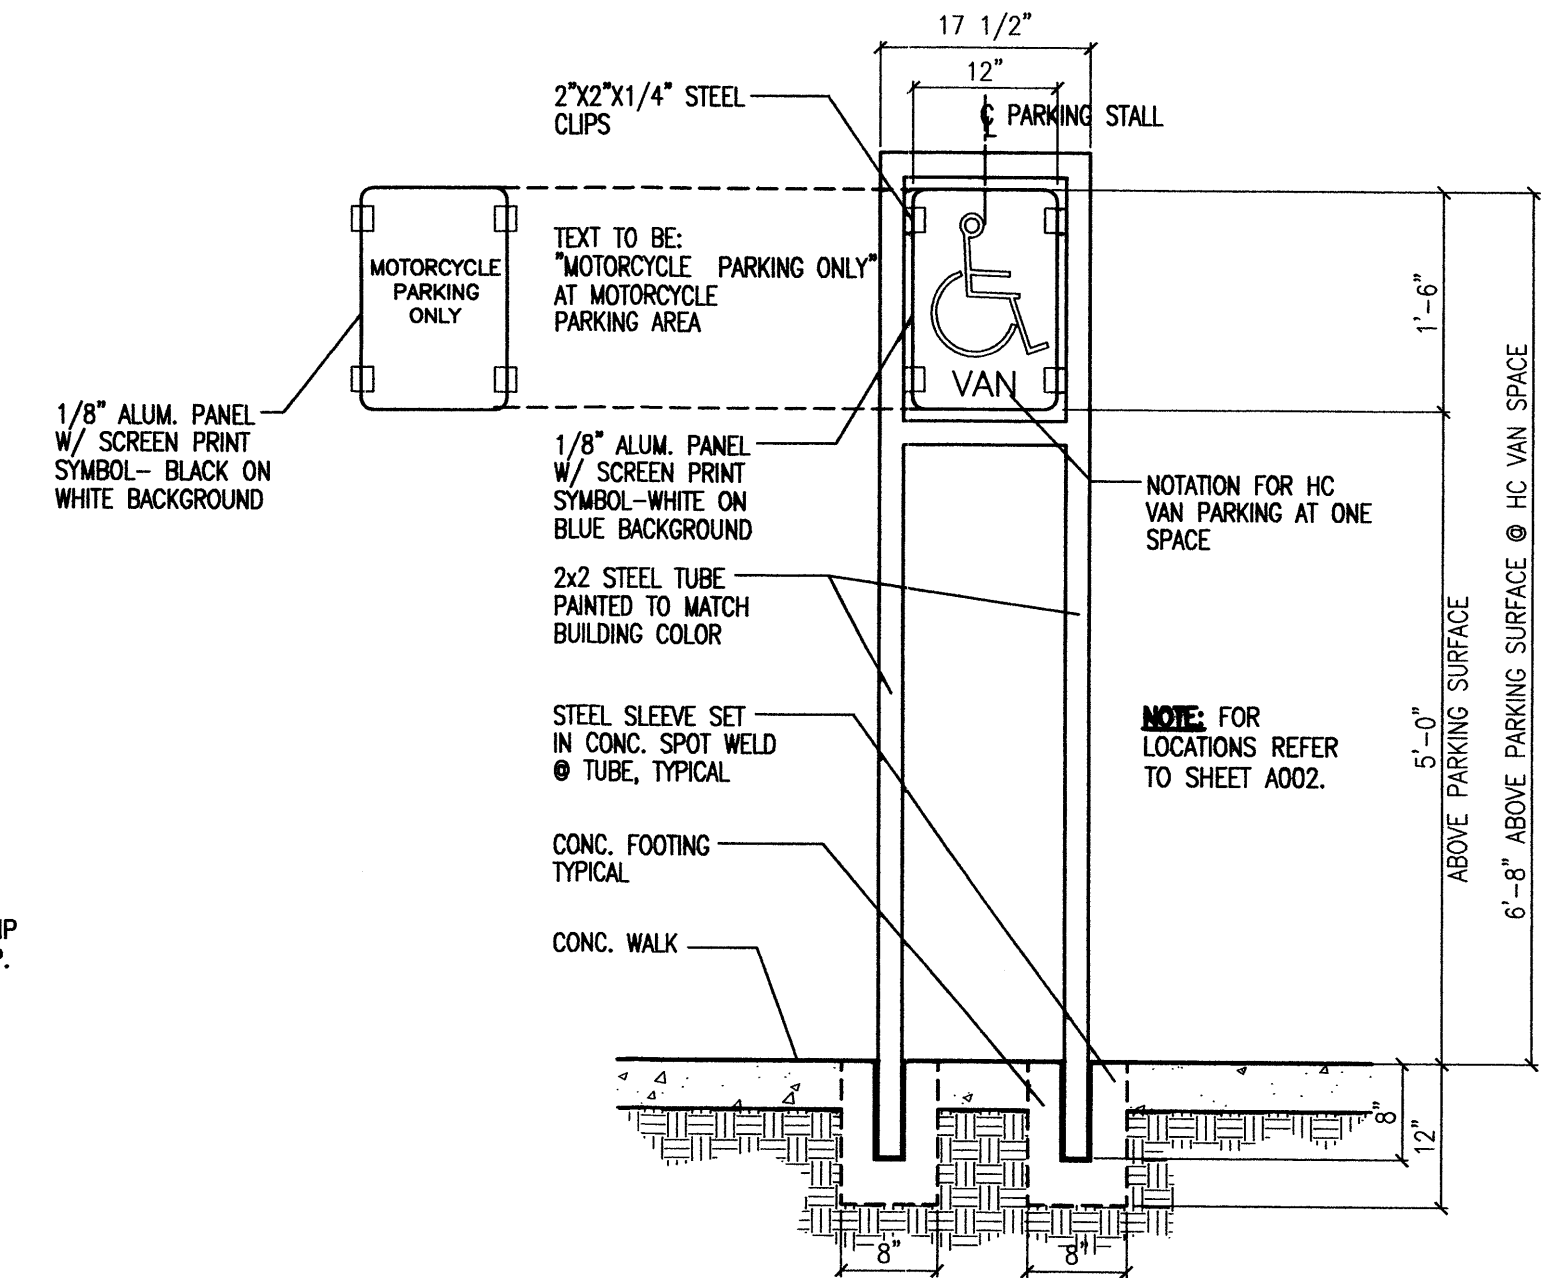 17 1/2"
12"
℄ PARKING STALL
2"X2"X1/4" STEEL
CLIPS
MOTORCYCLE
PARKING
ONLY
TEXT TO BE:
"MOTORCYCLE PARKING ONLY"
AT MOTORCYCLE
PARKING AREA
VAN
1'-6"
1/8" ALUM. PANEL
W/ SCREEN PRINT
SYMBOL- BLACK ON
WHITE BACKGROUND
1/8" ALUM. PANEL
W/ SCREEN PRINT
SYMBOL-WHITE ON
BLUE BACKGROUND
NOTATION FOR HC
VAN PARKING AT ONE
SPACE
2x2 STEEL TUBE
PAINTED TO MATCH
BUILDING COLOR
STEEL SLEEVE SET
IN CONC. SPOT WELD
@ TUBE, TYPICAL
NOTE: FOR
LOCATIONS REFER
TO SHEET A002.
5'-0"
ABOVE PARKING SURFACE
6'-8" ABOVE PARKING SURFACE @ HC VAN SPACE
CONC. FOOTING
TYPICAL
CONC. WALK
P.
8"
12"
8"
8"